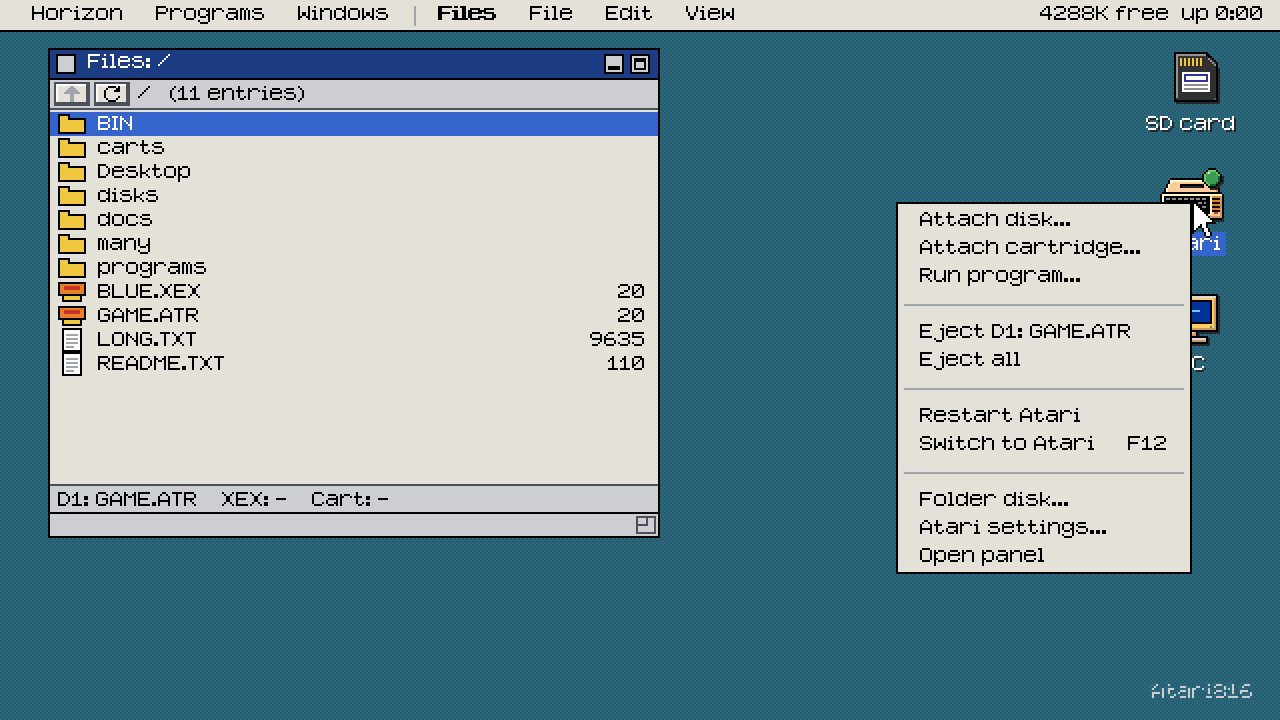 Horizon Programs Windows Files File Edit View 4288K free up 0:00
Files: /
/ (11 entries)
BIN
carts
Desktop
disks
docs
many
programs
BLUE.XEX 20
GAME.ATR 20
LONG.TXT 9635
README.TXT 110
D1: GAME.ATR XEX: - Cart: -
SD card
ari
C
Attach disk...
Attach cartridge...
Run program...
Eject D1: GAME.ATR
Eject all
Restart Atari
Switch to Atari F12
Folder disk...
Atari settings...
Open panel
Atari816